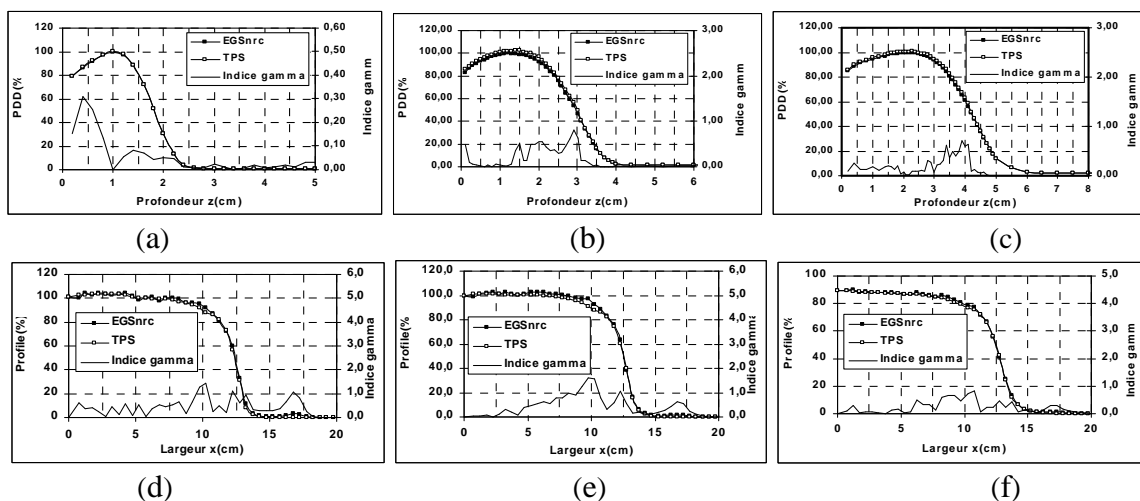 120
100
80
60
40
20
0
PDD(%
EGSnrc
TPS
Indice gamma
0,60
0,50
0,40
0,30
0,20
0,10
0,00
Indice gamm
0 1 2 3 4 5
Profondeur z(cm)
(a)
120,00
100,00
80,00
60,00
40,00
20,00
0,00
PDD(%
EGSnrc
TPS
Indice gamma
3,00
2,00
1,00
0,00
Indice gamm
0 1 2 3 4 5 6
Profondeur z(cm)
(b)
120,00
100,00
80,00
60,00
40,00
20,00
0,00
PDD(%
EGSnrc
TPS
Indice gamma
3,00
2,00
1,00
0,00
Indice gamm
0 1 2 3 4 5 6 7 8
Profondeur z(cm)
(c)
120
100
80
60
40
20
0
Profile(%
EGSnrc
TPS
Indice gamma
6,0
5,0
4,0
3,0
2,0
1,0
0,0
Indice gamma
0 5 10 15 20
Largeur x(cm)
(d)
120,0
100,0
80,0
60,0
40,0
20,0
0,0
Profile(%
EGSnrc
TPS
Indice gamma
6,0
5,0
4,0
3,0
2,0
1,0
0,0
Indice gamma
0 5 10 15 20
Largeur x(cm)
(e)
100
80
60
40
20
0
Profile(%
EGSnrc
TPS
Indice gamma
5,0
4,0
3,0
2,0
1,0
0,0
Indice gamm
0 5 10 15 20
Largeur x(cm)
(f)